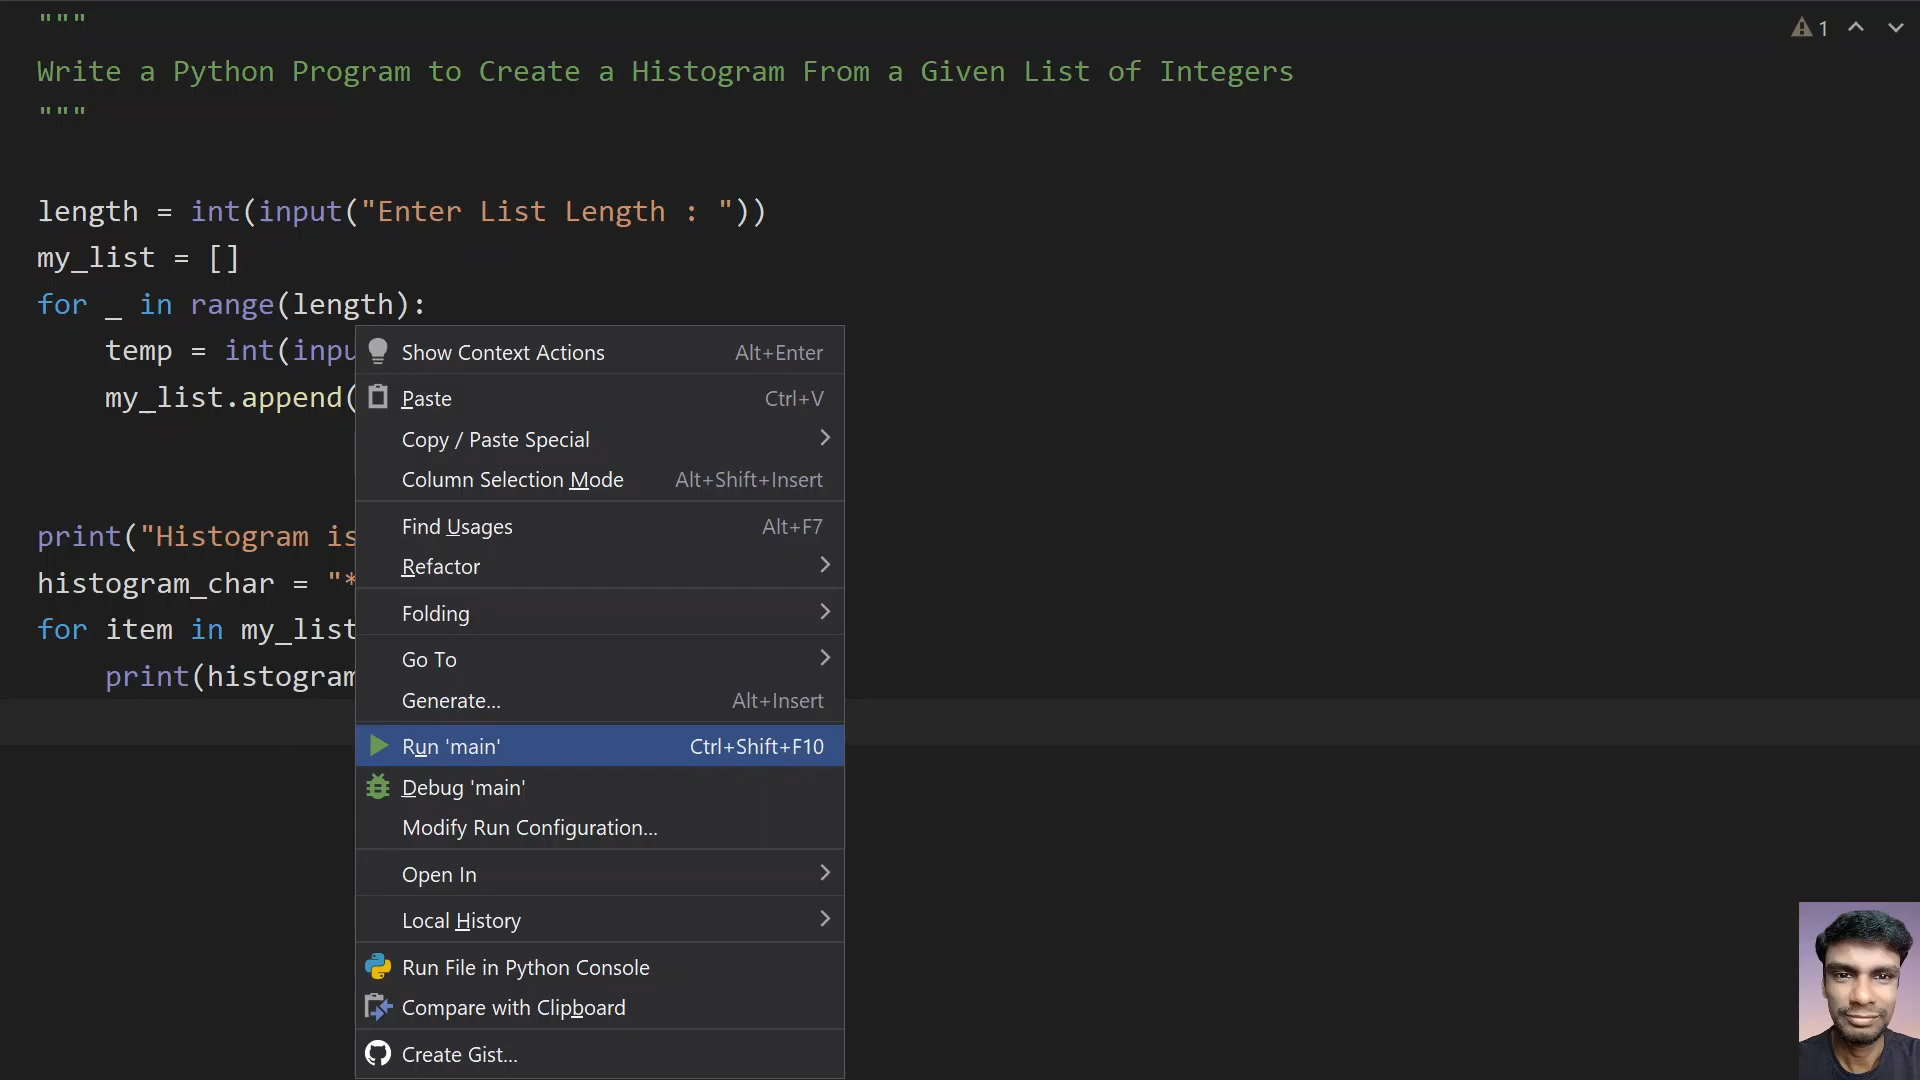 """
1
Write a Python Program to Create a Histogram From a Given List of Integers
"""
length = int(input("Enter List Length : "))
my_list = []
for _ in range(length):
temp = int(inpu
my_list.append(
print("Histogram is
histogram_char = "*
for item in my_list
print(histogram
Show Context Actions Alt+Enter
Paste Ctrl+V
Copy / Paste Special
Column Selection Mode Alt+Shift+Insert
Find Usages Alt+F7
Refactor
Folding
Go To
Generate... Alt+Insert
Run 'main' Ctrl+Shift+F10
Debug 'main'
Modify Run Configuration...
Open In
Local History
Run File in Python Console
Compare with Clipboard
Create Gist...